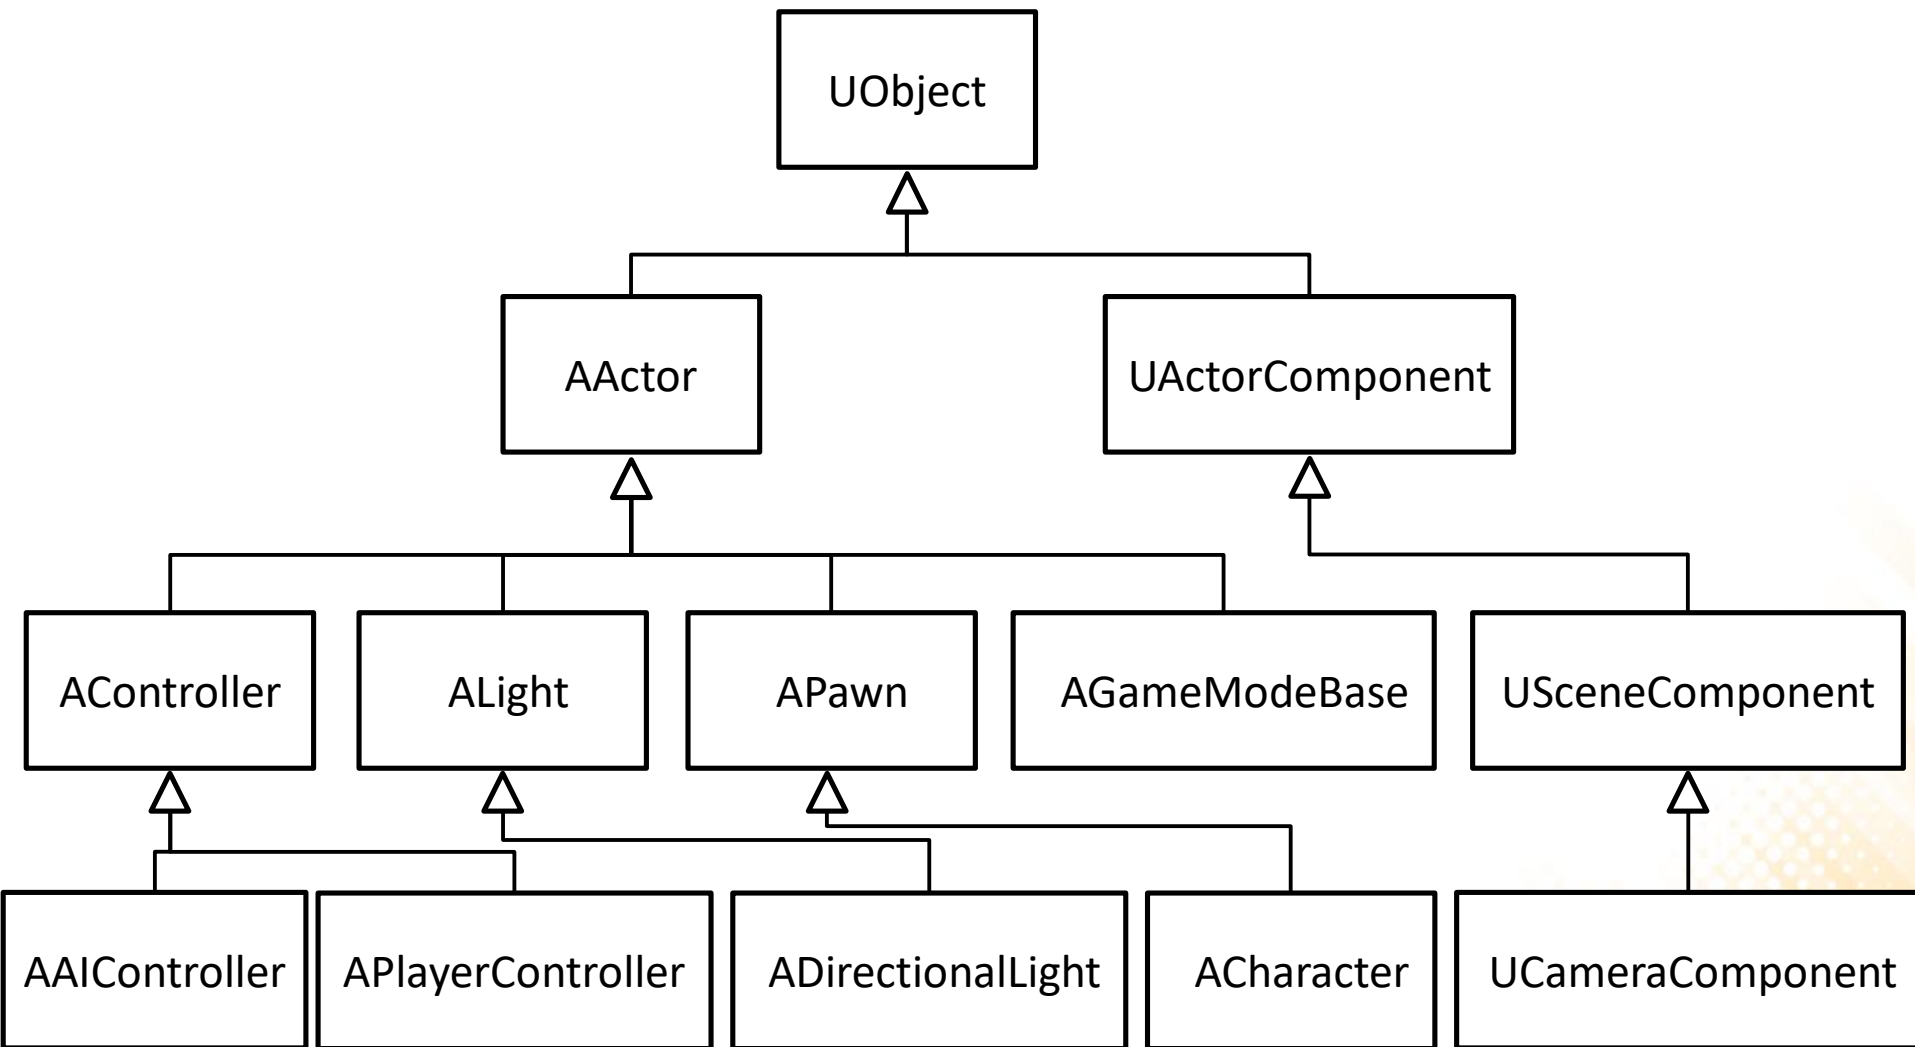 UObject
AActor
UActorComponent
AController
ALight
APawn
AGameModeBase
USceneComponent
AAIController
APlayerController
ADirectionalLight
ACharacter
UCameraComponent